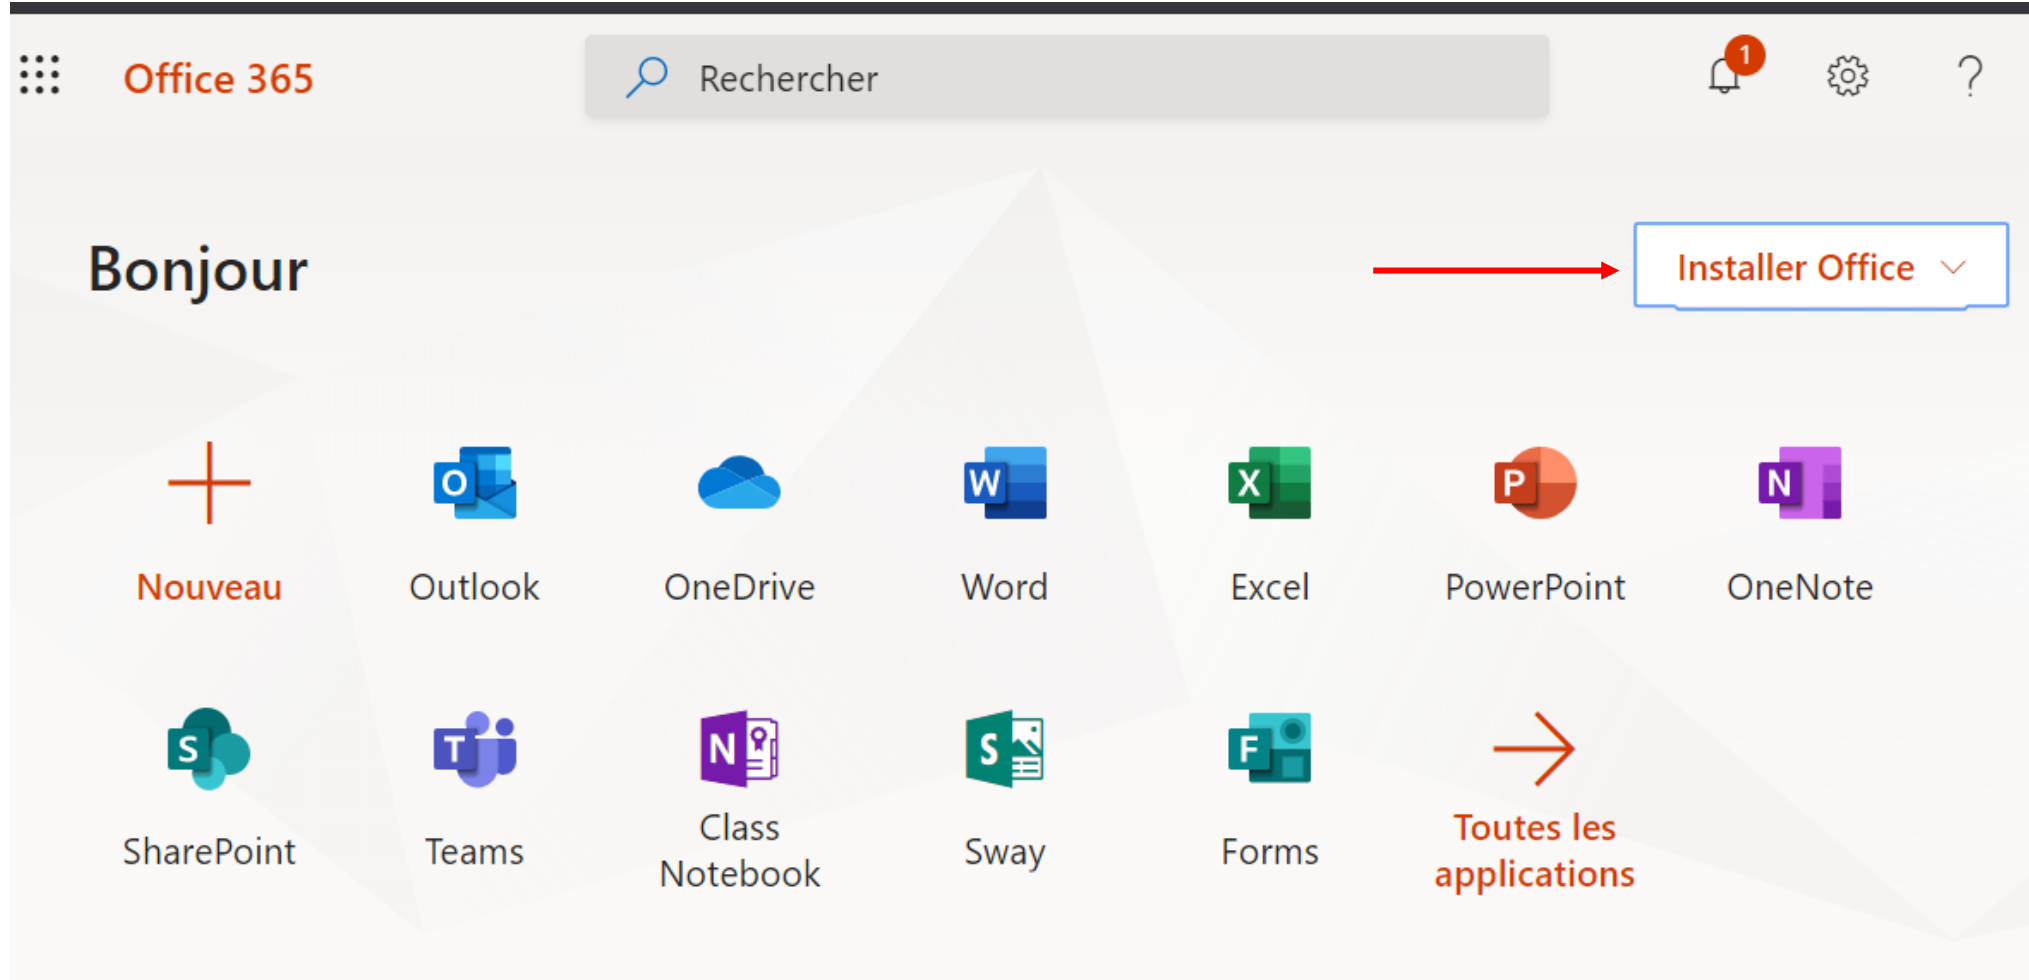 Office 365
Rechercher
1
?
Bonjour
Installer Office
Nouveau
O
Outlook
OneDrive
W
Word
X
Excel
P
PowerPoint
N
OneNote
S
SharePoint
T
Teams
N
Class
Notebook
S
Sway
F
Forms
Toutes les
applications